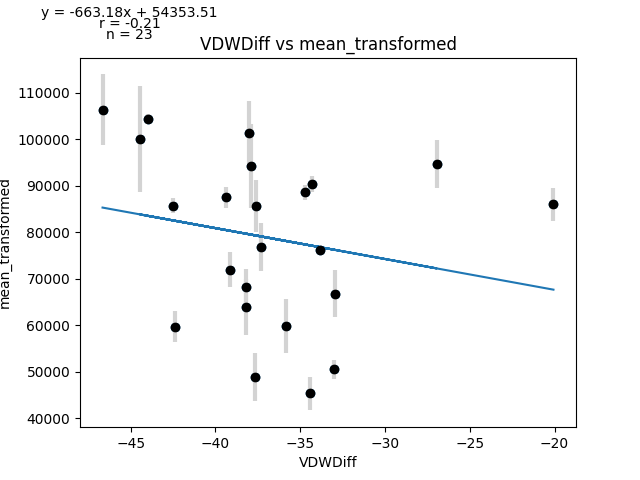 y = -663.18x + 54353.51
r = -0.21
n = 23
VDWDiff vs mean_transformed
110000
100000
90000
80000
70000
60000
50000
40000
mean_transformed
−45
−40
−35
−30
−25
−20
VDWDiff